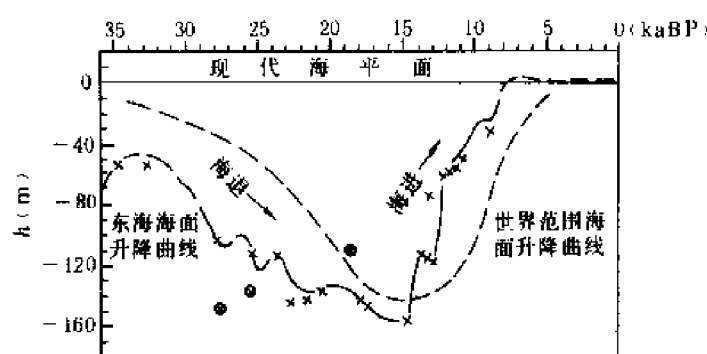 35 30 25 20 15 10 5 0(kaBP)
现代海平面
0
-40
-80
-120
-160
h(m)
海退
海进
东海海面
升降曲线
世界范围海
面升降曲线